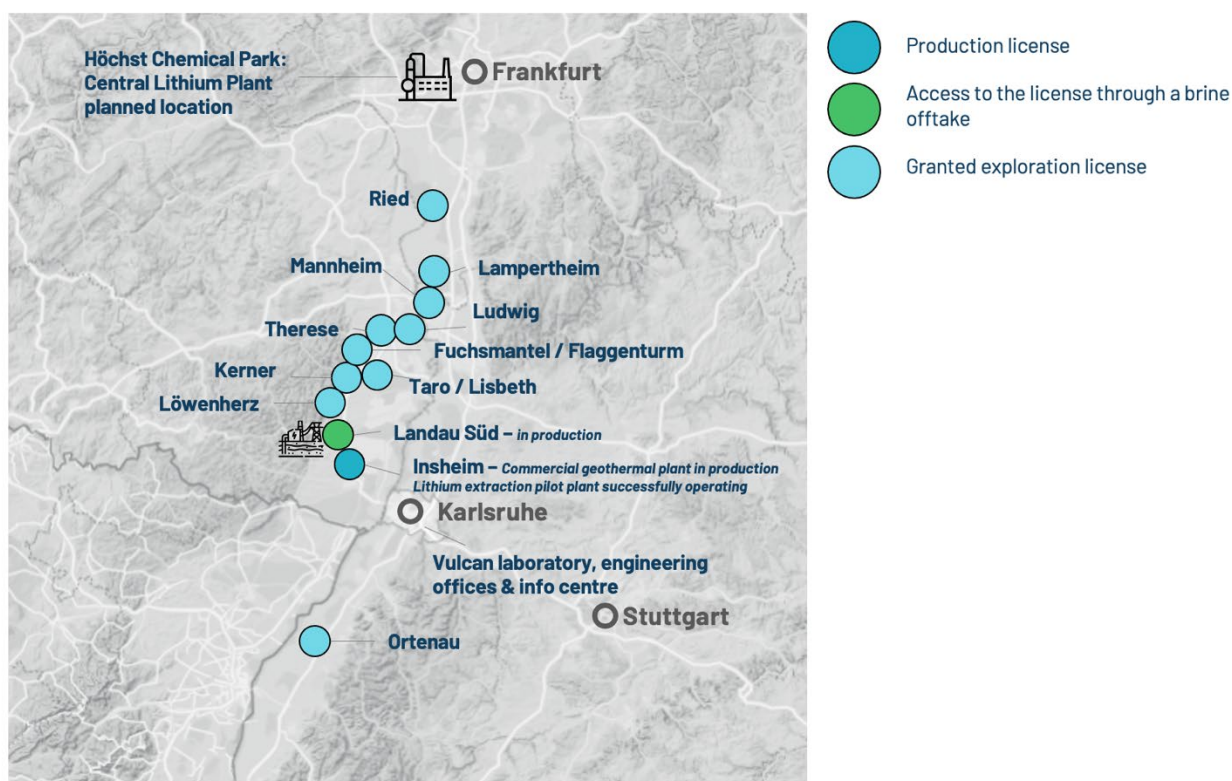 Höchst Chemical Park:
Central Lithium Plant
planned location
Frankfurt
Production license
Access to the license through a brine
offtake
Granted exploration license
Ried
Mannheim
Lampertheim
Ludwig
Therese
Fuchsmantel / Flaggenturm
Kerner
Taro / Lisbeth
Löwenherz
Landau Süd – in production
Insheim – Commercial geothermal plant in production
Lithium extraction pilot plant successfully operating
Karlsruhe
Vulcan laboratory, engineering
offices & info centre
Stuttgart
Ortenau